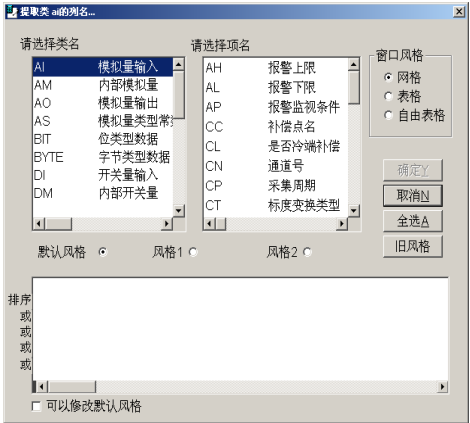 提取类 ai的列名...
请选择类名
AI 模拟量输入
AM 内部模拟量
AO 模拟量输出
AS 模拟量类型常
BIT 位类型数据
BYTE 字节类型数据
DI 开关量输入
DM 内部开关量
请选择项名
AH 报警上限
AL 报警下限
AP 报警监视条件
CC 补偿点名
CL 是否冷端补偿
CN 通道号
CP 采集周期
CT 标度变换类型
窗口风格
网格
表格
自由表格
确定Y
取消N
全选A
旧风格
默认风格 风格1 风格2
排序
或
或
或
或
可以修改默认风格